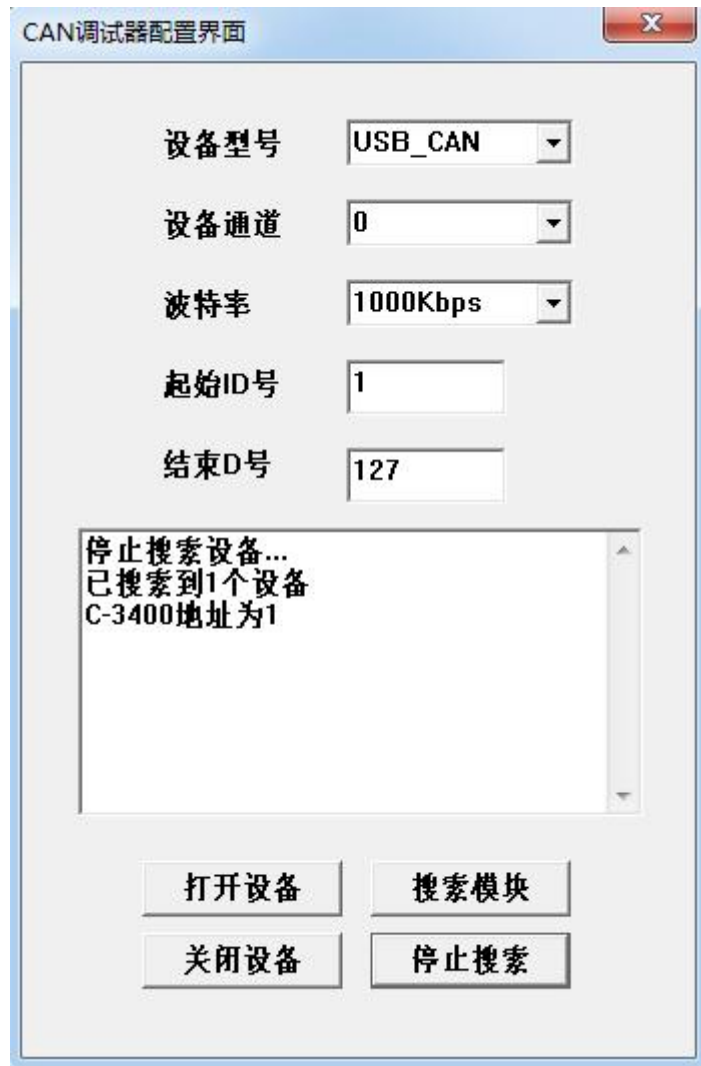 CAN调试器配置界面
设备型号 USB_CAN
设备通道 0
波特率 1000Kbps
起始ID号 1
结束D号 127
停止搜索设备...
已搜索到1个设备
C-3400地址为1
打开设备 搜索模块
关闭设备 停止搜索